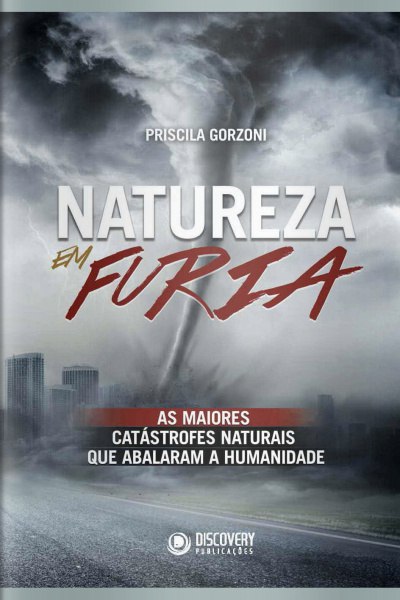 PRISCILA GORZONI
NATUREZA
EM
FURIA
AS MAIORES
CATÁSTROFES NATURAIS
QUE ABALARAM A HUMANIDADE
DISCOVERY
PUBLICAÇÕES